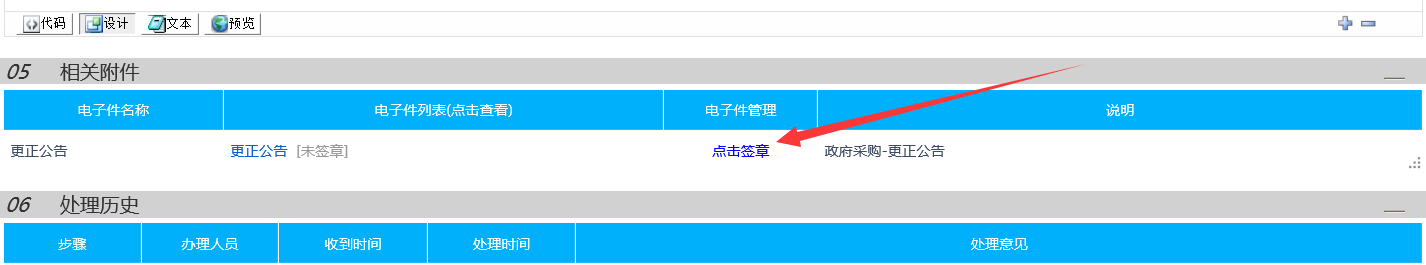 代码 设计 文本 预览
05 相关附件
电子件名称 电子件列表(点击查看) 电子件管理 说明
更正公告 更正公告 [未签章] 点击签章 政府采购-更正公告
06 处理历史
步骤 办理人员 收到时间 处理时间 处理意见